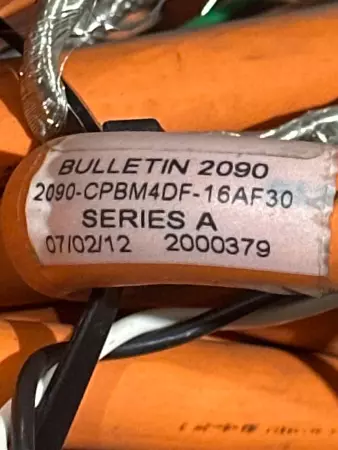 BULLETIN 2090
2090-CPBM4DF-16AF30
SERIES A
07/02/12 2000379